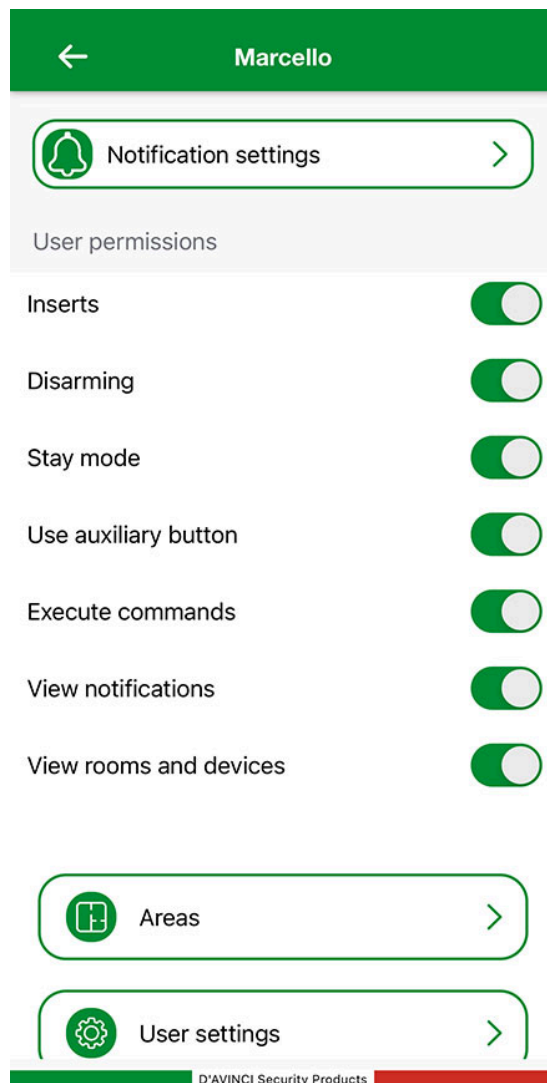 Marcello
Notification settings
User permissions
Inserts
Disarming
Stay mode
Use auxiliary button
Execute commands
View notifications
View rooms and devices
Areas
User settings
D'AVINCI Security Products